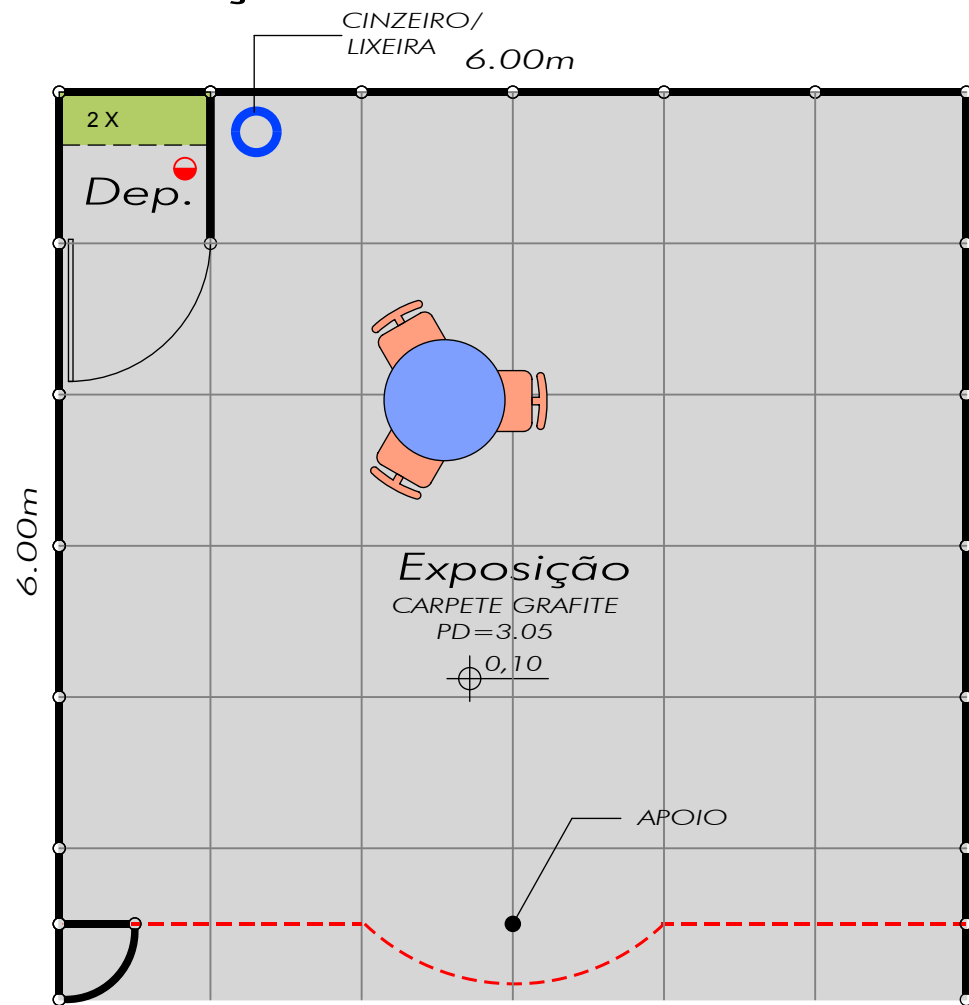 CINZEIRO/
LIXEIRA
6.00m
2 X
Dep.
6.00m
Exposição
CARPETE GRAFITE
PD=3.05
0,10
APOIO